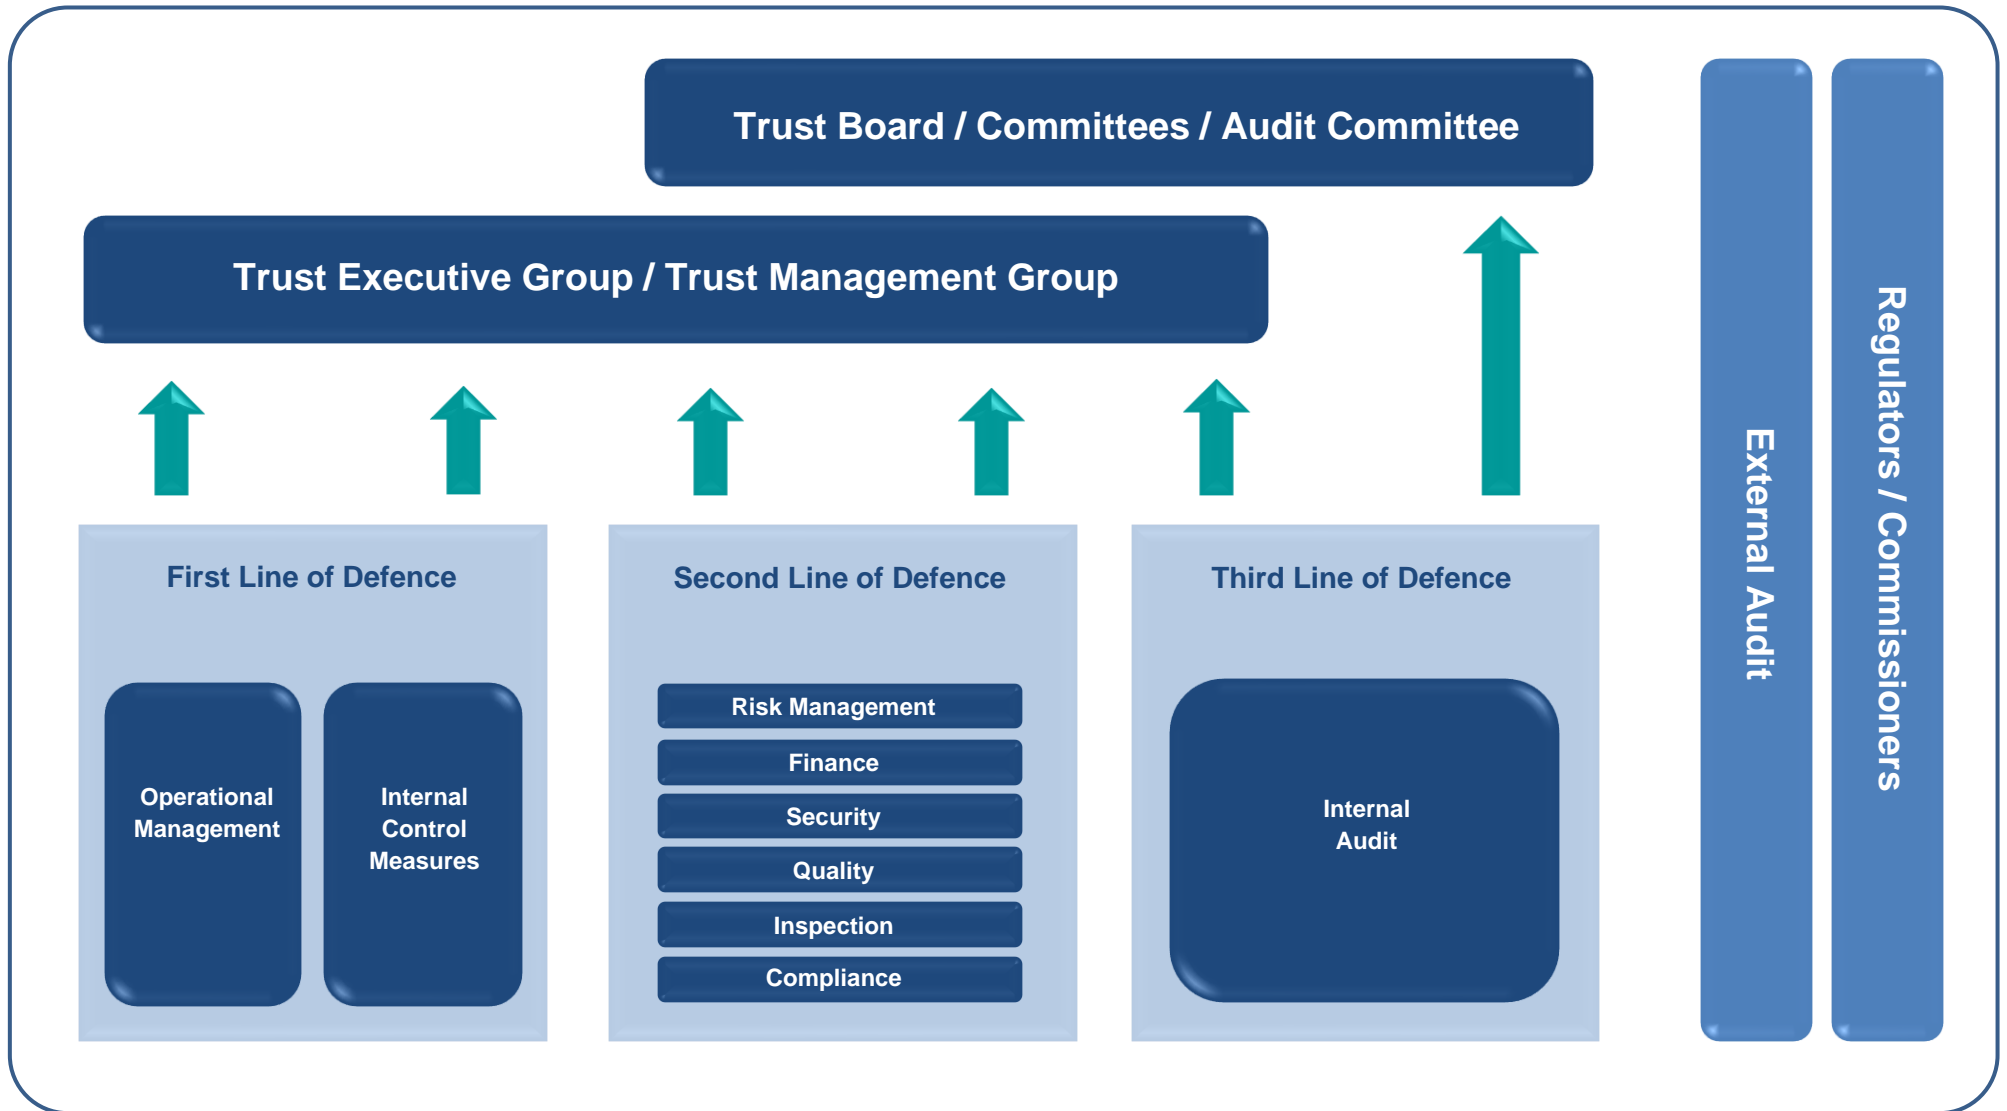 Trust Board / Committees / Audit Committee
Trust Executive Group / Trust Management Group
First Line of Defence
Operational
Management
Internal
Control
Measures
Second Line of Defence
Risk Management
Finance
Security
Quality
Inspection
Compliance
Third Line of Defence
Internal
Audit
External Audit
Regulators / Commissioners